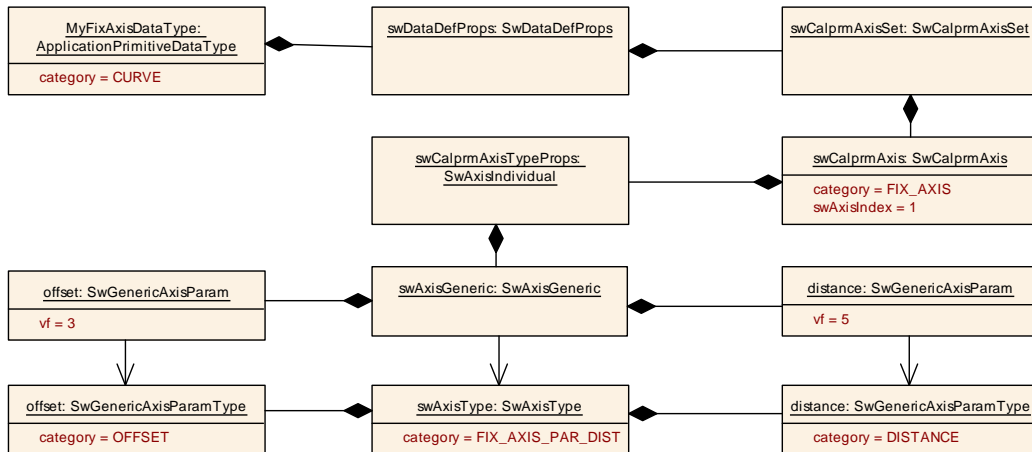 MyFixAxisDataType:
ApplicationPrimitiveDataType
category = CURVE
swDataDefProps: SwDataDefProps
swCalprmAxisSet: SwCalprmAxisSet
swCalprmAxisTypeProps:
SwAxisIndividual
swCalprmAxis: SwCalprmAxis
category = FIX_AXIS
swAxisIndex = 1
offset: SwGenericAxisParam
vf = 3
swAxisGeneric: SwAxisGeneric
distance: SwGenericAxisParam
vf = 5
offset: SwGenericAxisParamType
category = OFFSET
swAxisType: SwAxisType
category = FIX_AXIS_PAR_DIST
distance: SwGenericAxisParamType
category = DISTANCE